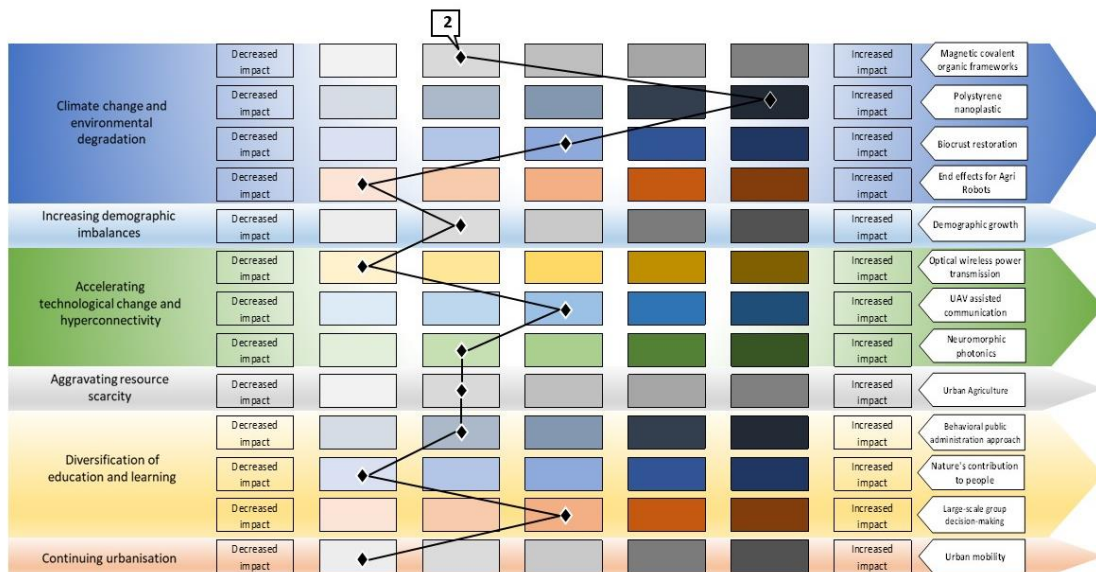 2
Decreased
impact
Increased
impact
Magnetic covalent
organic frameworks
Climate change and
environmental
degradation
Decreased
impact
Increased
impact
Polystyrene
nanoplastic
Decreased
impact
Increased
impact
Biocrust restoration
Decreased
impact
Increased
impact
End effects for Agri
Robots
Increasing demographic
imbalances
Decreased
impact
Increased
impact
Demographic growth
Accelerating
technological change and
hyperconnectivity
Decreased
impact
Increased
impact
Optical wireless power
transmission
Decreased
impact
Increased
impact
UAV assisted
communication
Decreased
impact
Increased
impact
Neuromorphic
photonics
Aggravating resource
scarcity
Decreased
impact
Increased
impact
Urban Agriculture
Diversification of
education and learning
Decreased
impact
Increased
impact
Behavioral public
administration approach
Decreased
impact
Increased
impact
Nature's contribution
to people
Decreased
impact
Increased
impact
Large-scale group
decision-making
Continuing urbanisation
Decreased
impact
Increased
impact
Urban mobility